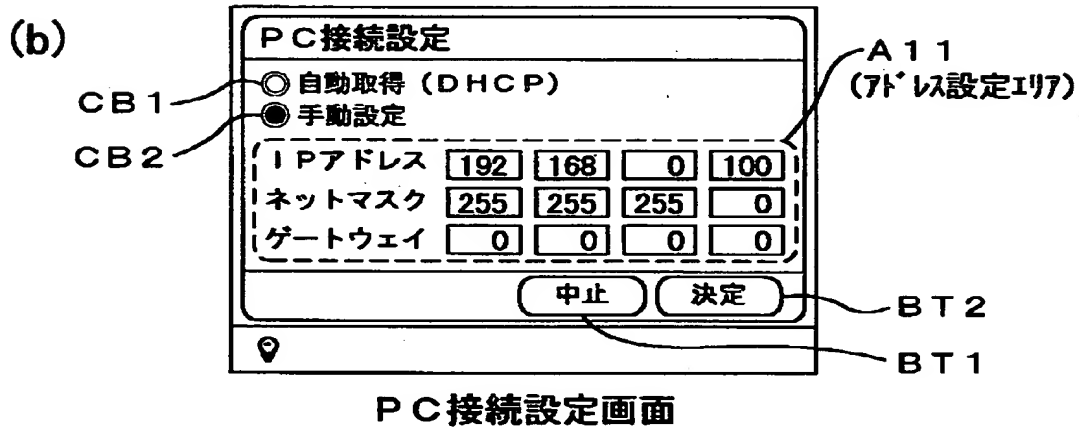 (b)
PC接続設定
A11
(アドレス設定エリア)
CB1
自動取得(DHCP)
CB2
手動設定
IPアドレス 192 168 0 100
ネットマスク 255 255 255 0
ゲートウェイ 0 0 0 0
中止 決定
BT2
BT1
PC接続設定画面